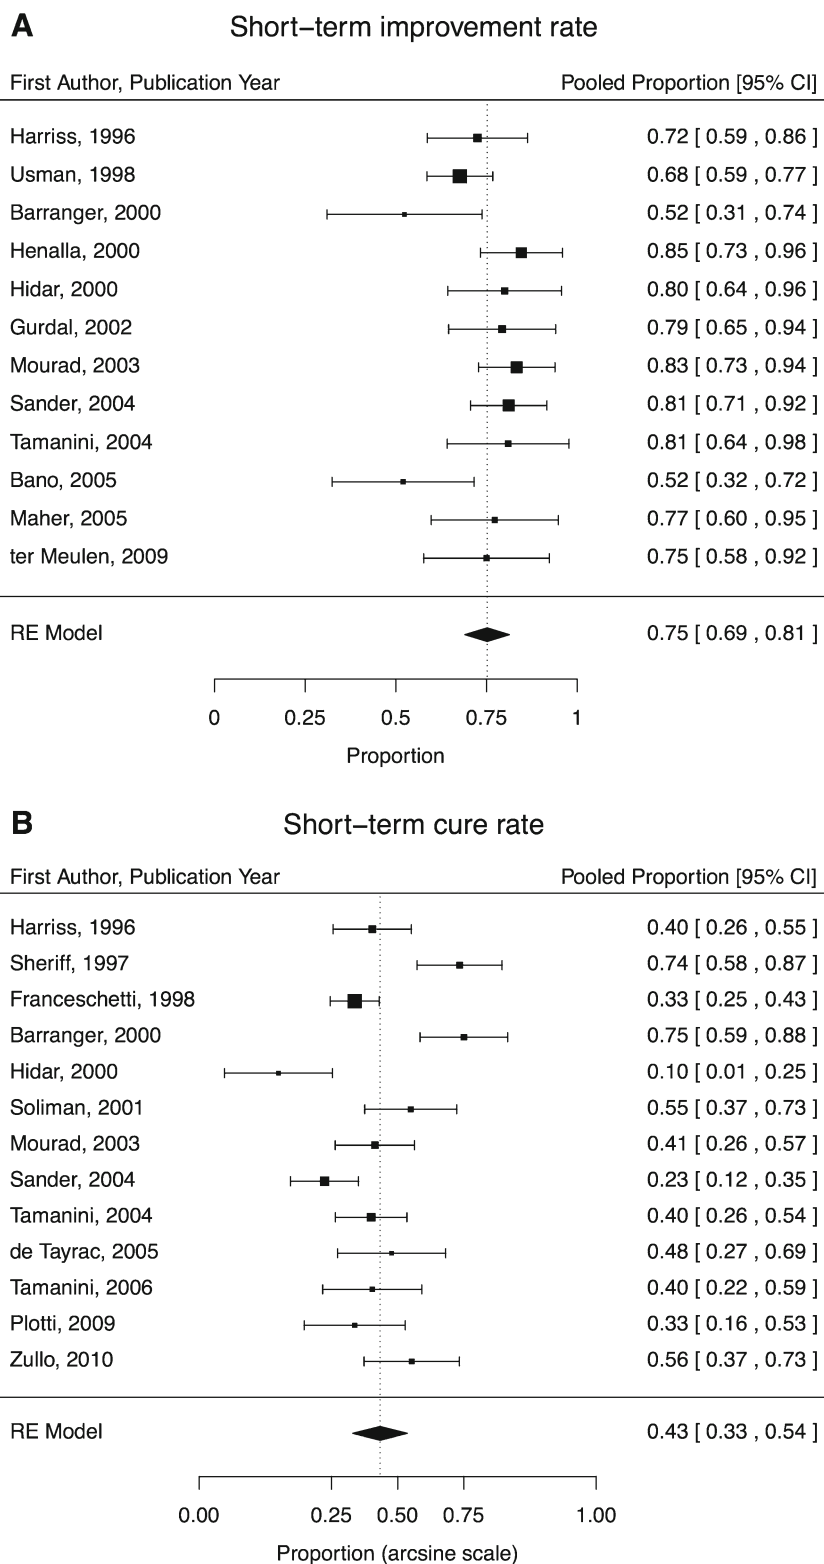 A Short−term improvement rate
First Author, Publication Year Pooled Proportion [95% CI]
Harriss, 1996 0.72 [ 0.59 , 0.86 ]
Usman, 1998 0.68 [ 0.59 , 0.77 ]
Barranger, 2000 0.52 [ 0.31 , 0.74 ]
Henalla, 2000 0.85 [ 0.73 , 0.96 ]
Hidar, 2000 0.80 [ 0.64 , 0.96 ]
Gurdal, 2002 0.79 [ 0.65 , 0.94 ]
Mourad, 2003 0.83 [ 0.73 , 0.94 ]
Sander, 2004 0.81 [ 0.71 , 0.92 ]
Tamanini, 2004 0.81 [ 0.64 , 0.98 ]
Bano, 2005 0.52 [ 0.32 , 0.72 ]
Maher, 2005 0.77 [ 0.60 , 0.95 ]
ter Meulen, 2009 0.75 [ 0.58 , 0.92 ]
RE Model 0.75 [ 0.69 , 0.81 ]
0 0.25 0.5 0.75 1
Proportion
B Short−term cure rate
First Author, Publication Year Pooled Proportion [95% CI]
Harriss, 1996 0.40 [ 0.26 , 0.55 ]
Sheriff, 1997 0.74 [ 0.58 , 0.87 ]
Franceschetti, 1998 0.33 [ 0.25 , 0.43 ]
Barranger, 2000 0.75 [ 0.59 , 0.88 ]
Hidar, 2000 0.10 [ 0.01 , 0.25 ]
Soliman, 2001 0.55 [ 0.37 , 0.73 ]
Mourad, 2003 0.41 [ 0.26 , 0.57 ]
Sander, 2004 0.23 [ 0.12 , 0.35 ]
Tamanini, 2004 0.40 [ 0.26 , 0.54 ]
de Tayrac, 2005 0.48 [ 0.27 , 0.69 ]
Tamanini, 2006 0.40 [ 0.22 , 0.59 ]
Plotti, 2009 0.33 [ 0.16 , 0.53 ]
Zullo, 2010 0.56 [ 0.37 , 0.73 ]
RE Model 0.43 [ 0.33 , 0.54 ]
0.00 0.25 0.50 0.75 1.00
Proportion (arcsine scale)